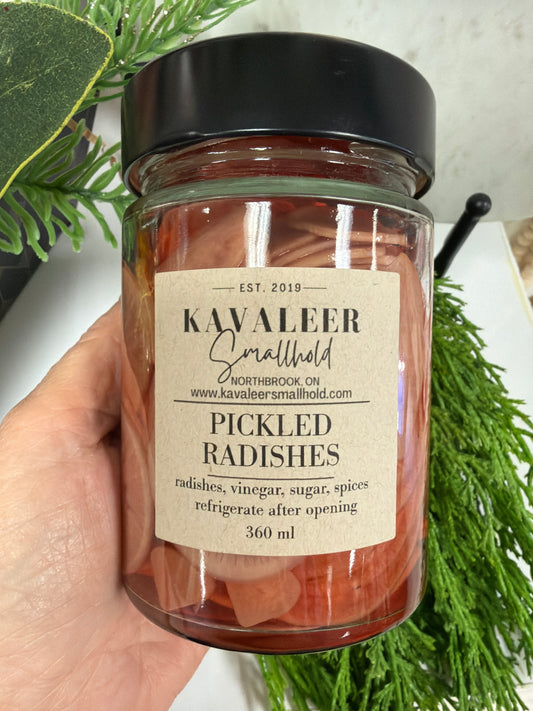 EST. 2019
KAVALEER
Smallhold
NORTHBROOK, ON
www.kavaleersmallhold.com
PICKLED
RADISHES
radishes, vinegar, sugar, spices
refrigerate after opening
360 ml